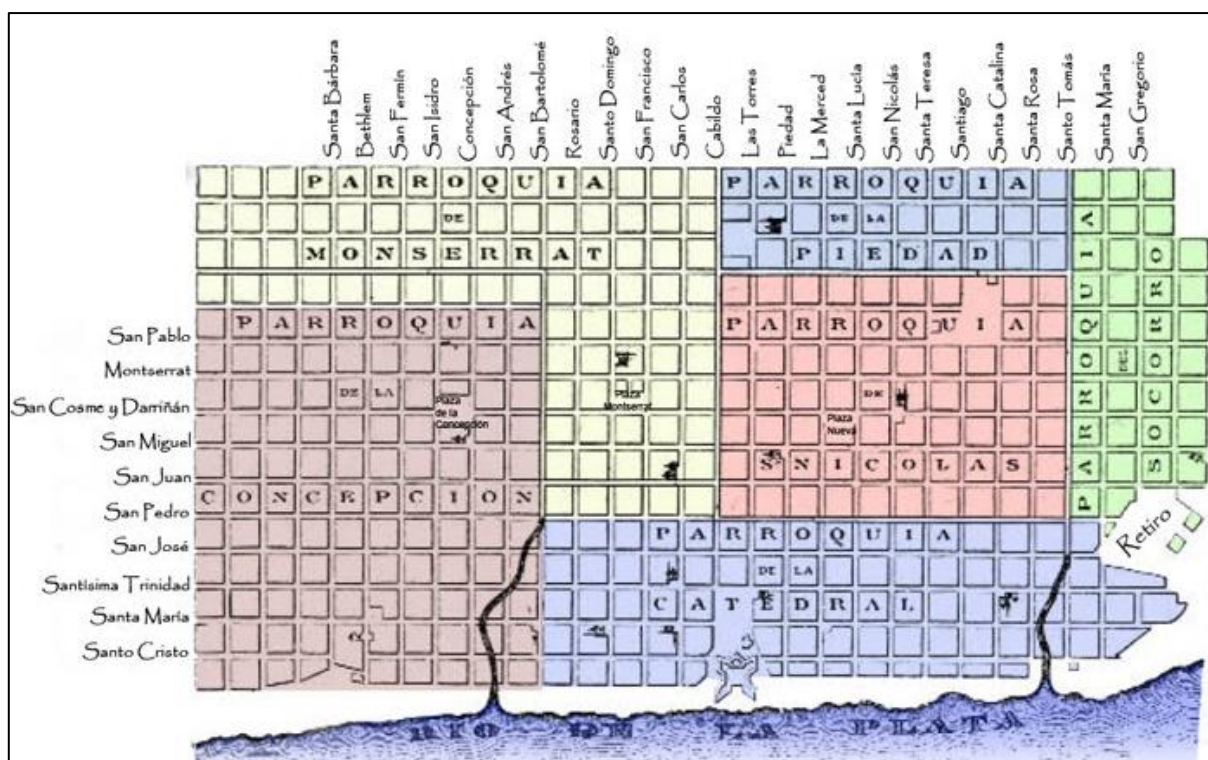 Santa Bárbara
Bethlem
San Fermín
San Isidro
Concepción
San Andrés
San Bartolomé
Rosario
Santo Domingo
San Francisco
San Carlos
Cabildo
Las Torres
Piedad
La Merced
Santa Lucía
San Nicolás
Santa Teresa
Santiago
Santa Catalina
Santa Rosa
Santo Tomás
Santa María
San Gregorio
PARROQUIA
DE
MONSERRAT
PARROQUIA
DE LA
PIEDAD
PARROQUIA
DEL
SOCORRO
San Pablo
Montserrat
San Cosme y Darriñán
San Miguel
San Juan
San Pedro
San José
Santísima Trinidad
Santa María
Santo Cristo
PARROQUIA
DE LA
Plaza
de la
Concepción
CONCEPCION
Plaza
Montserrat
PARROQUIA
DE
Plaza
Nueva
S NICOLAS
Retiro
PARROQUIA
DE LA
CATEDRAL
RIO DE LA PLATA